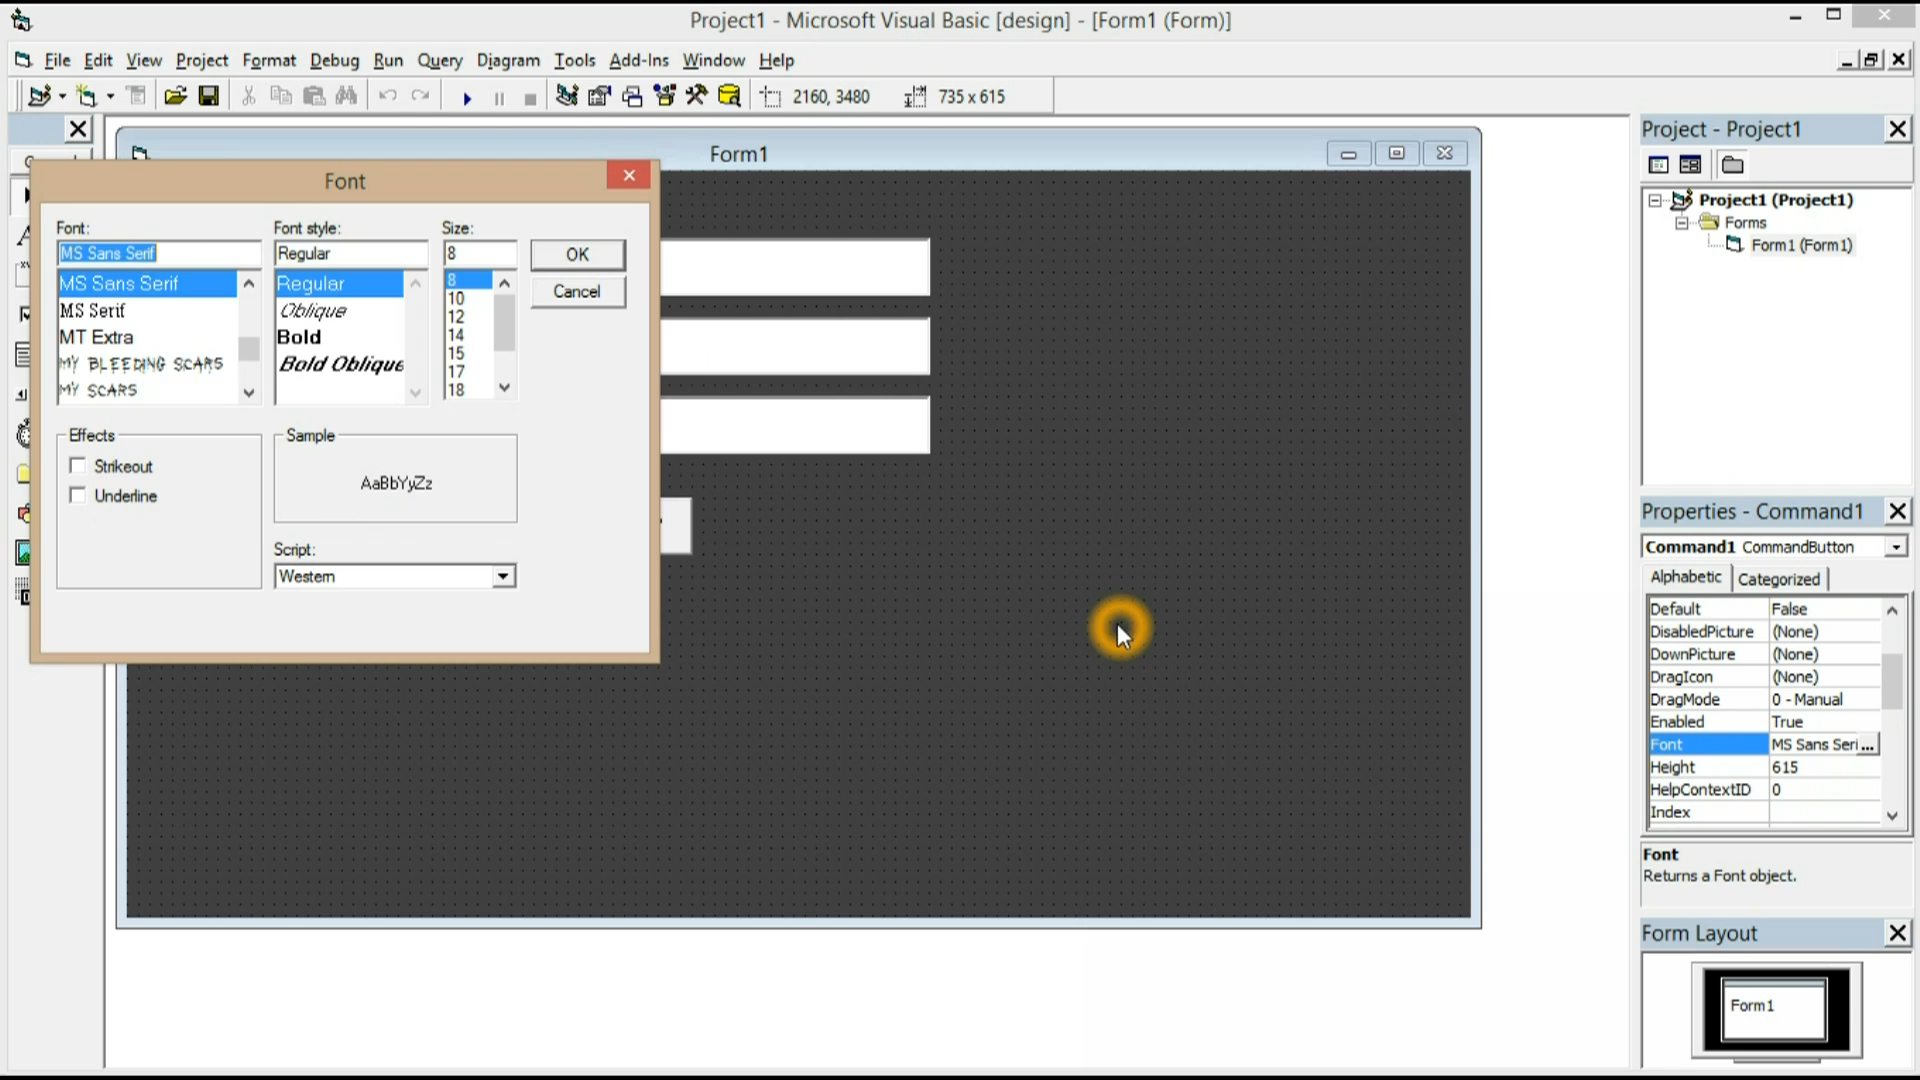 Project1 - Microsoft Visual Basic [design] - [Form1 (Form)]
File Edit View Project Format Debug Run Query Diagram Tools Add-Ins Window Help
2160, 3480 735 x 615
Form1
Font
Font: Font style: Size:
MS Sans Serif Regular 8 OK
MS Sans Serif Regular 8 Cancel
MS Serif Oblique 10
MT Extra Bold 12
MY BLEEDING SCARS Bold Oblique 14
MY SCARS 15
17
18
Effects Sample
Strikeout
Underline
AaBbYyZz
Script:
Western
Project - Project1
Project1 (Project1)
Forms
Form1 (Form1)
Properties - Command1
Command1 CommandButton
Alphabetic Categorized
Default False
DisabledPicture (None)
DownPicture (None)
DragIcon (None)
DragMode 0 - Manual
Enabled True
Font MS Sans Seri ...
Height 615
HelpContextID 0
Index
Font
Returns a Font object.
Form Layout
Form1